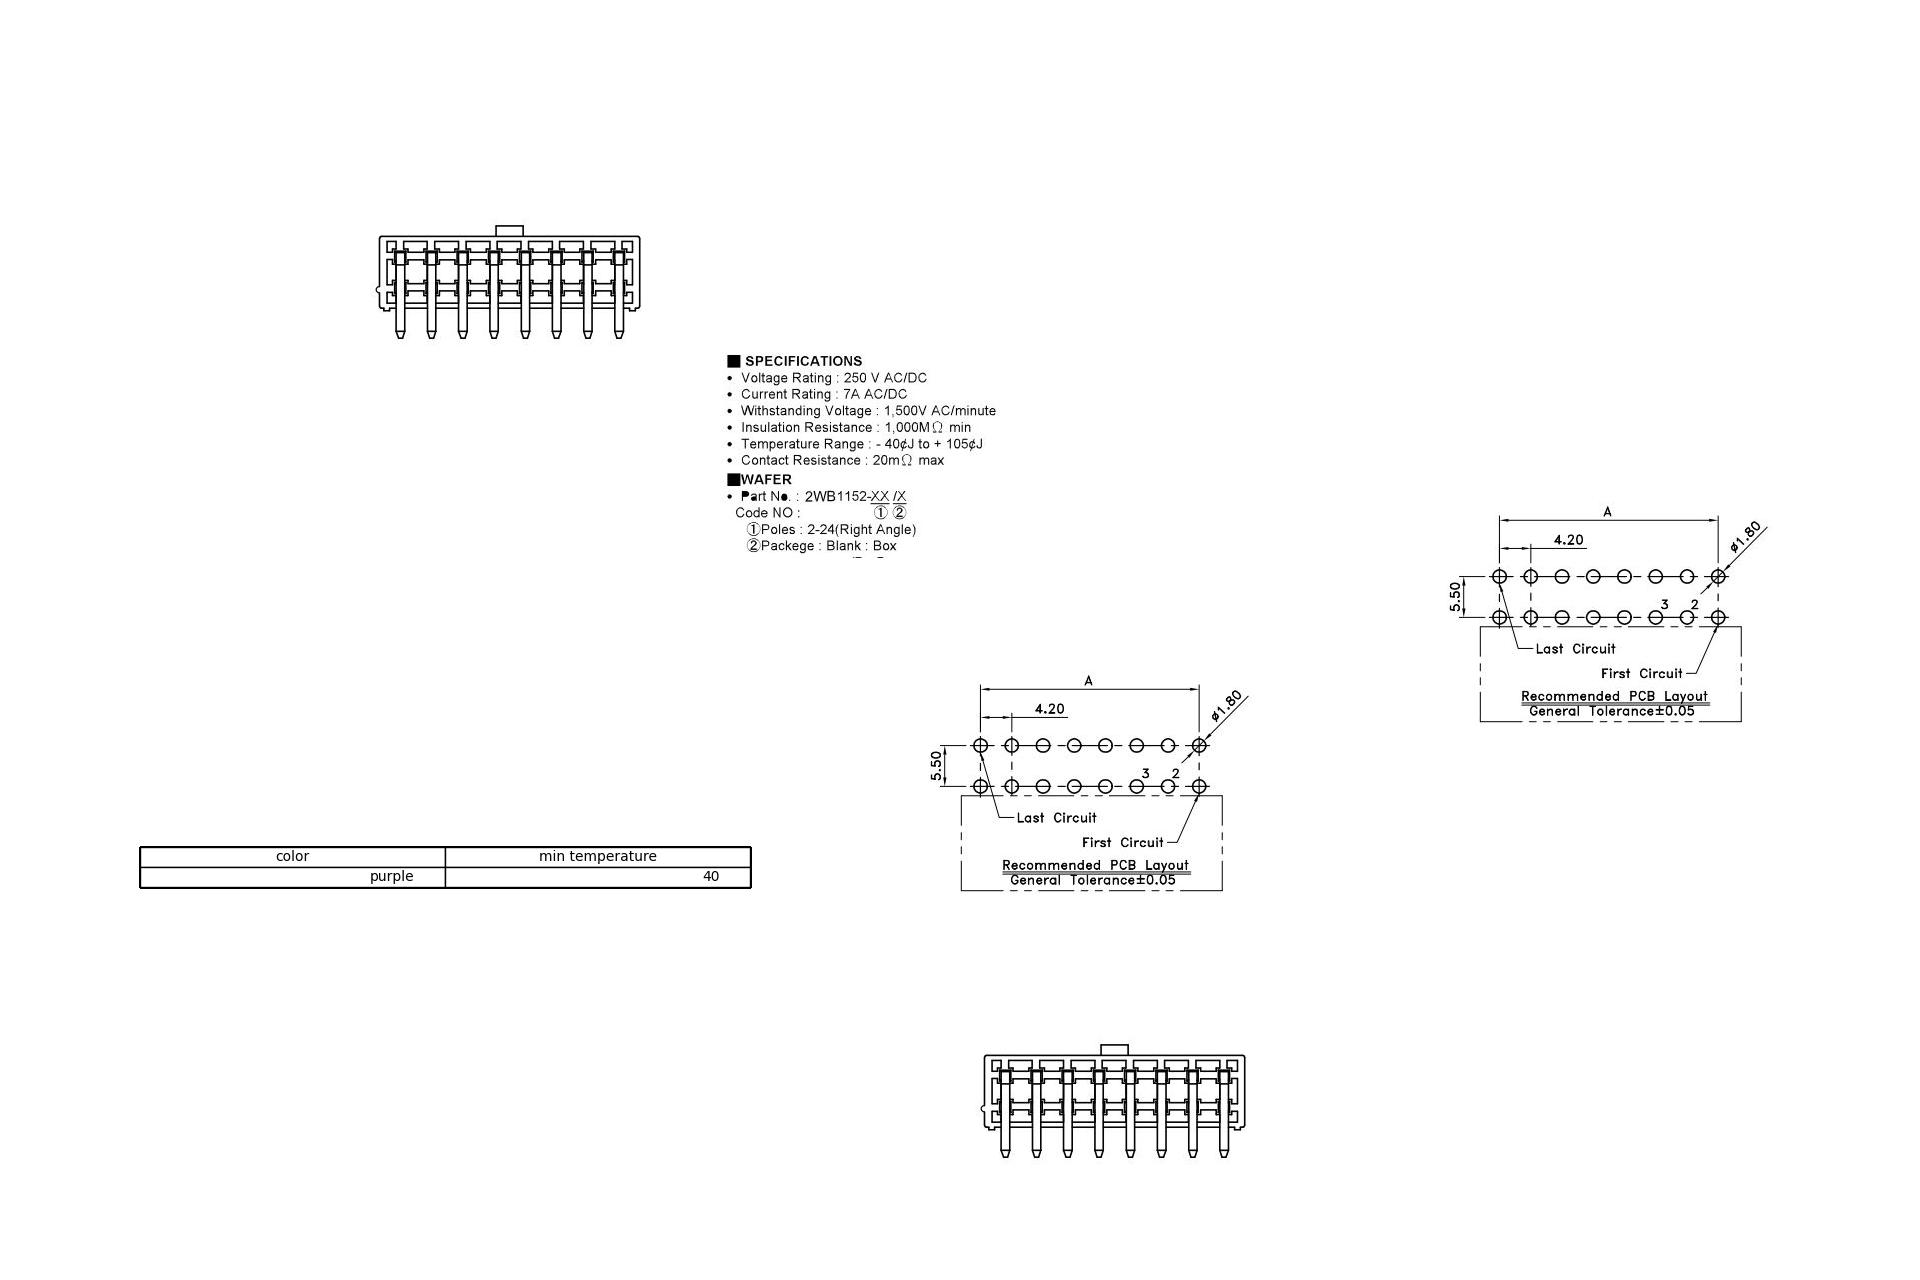 ■ SPECIFICATIONS
• Voltage Rating : 250 V AC/DC
• Current Rating : 7A AC/DC
• Withstanding Voltage : 1,500V AC/minute
• Insulation Resistance : 1,000MΩ min
• Temperature Range : - 40¢J to + 105¢J
• Contact Resistance : 20mΩ max
■WAFER
• Part No. : 2WB1152-XX /X
Code NO : ① ②
①Poles : 2-24(Right Angle)
②Packege : Blank : Box
A
4.20
ø1.80
5.50
3 2
Last Circuit
First Circuit
Recommended PCB Layout
General Tolerance±0.05
A
4.20
ø1.80
5.50
3 2
Last Circuit
First Circuit
Recommended PCB Layout
General Tolerance±0.05
color min temperature
purple 40